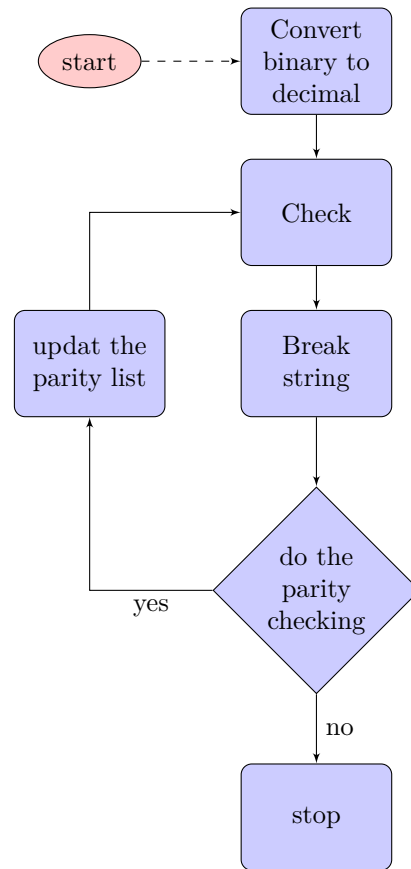 start
Convert
binary to
decimal
Check
updat the
parity list
Break
string
do the
parity
checking
yes
no
stop